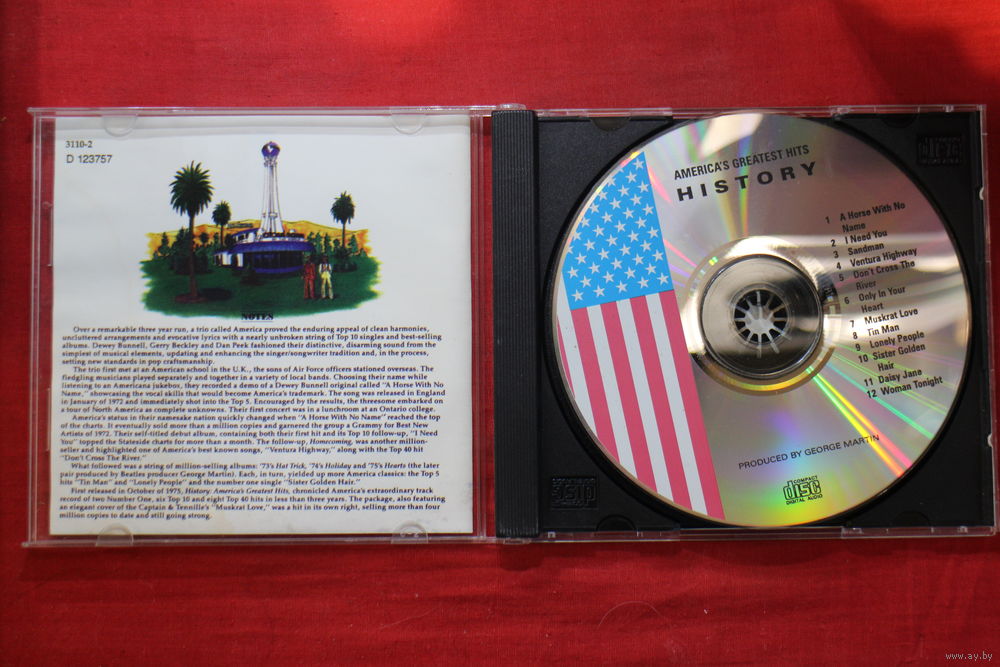 3110-2
D 123757
NOTES
Over a remarkable three year run, a trio called America proved the enduring appeal of clean harmonies,
uncluttered arrangements and evocative lyrics with a nearly unbroken string of Top 10 singles and best-selling
albums. Dewey Bunnell, Gerry Beckley and Dan Peek fashioned their distinctive, disarming sound from the
simplest of musical elements, updating and enhancing the singer/songwriter tradition and, in the process,
setting new standards in pop craftsmanship.
The trio first met at an American school in the U.K., the sons of Air Force officers stationed overseas. The
fledgling musicians played separately and together in a variety of local bands. Choosing their name while
listening to an Americana jukebox, they recorded a demo of a Dewey Bunnell original called "A Horse With No
Name," showcasing the vocal skills that would become America's trademark. The song was released in England
in January of 1972 and immediately shot into the Top 5. Encouraged by the results, the threesome embarked on
a tour of North America as complete unknowns. Their first concert was in a lunchroom at an Ontario college.
America's status in their namesake nation quickly changed when "A Horse With No Name" reached the top
of the charts. It eventually sold more than a million copies and garnered the group a Grammy for Best New
Artists of 1972. Their self-titled debut album, containing both their first hit and its Top 10 follow-up, "I Need
You" topped the Stateside charts for more than a month. The follow-up, Homecoming, was another million-
seller and highlighted one of America's best known songs, "Ventura Highway," along with the Top 40 hit
"Don't Cross The River."
What followed was a string of million-selling albums: '73's Hat Trick, '74's Holiday and '75's Hearts (the later
pair produced by Beatles producer George Martin). Each, in turn, yielded up more America classics: the Top 5
hits "Tin Man" and "Lonely People" and the number one single "Sister Golden Hair."
First released in October of 1975, History: America's Greatest Hits, chronicled America's extraordinary track
record of two Number One, six Top 10 and eight Top 40 hits in less than three years. The package, also featuring
an elegant cover of the Captain & Tennille's "Muskrat Love," was a hit in its own right, selling more than four
million copies to date and still going strong.
AMERICA'S GREATEST HITS
HISTORY
1 A Horse With No
Name
2 I Need You
3 Sandman
4 Ventura Highway
5 Don't Cross The
River
6 Only In Your
Heart
7 Muskrat Love
8 Tin Man
9 Lonely People
10 Sister Golden
Hair
11 Daisy Jane
12 Woman Tonight
PRODUCED BY GEORGE MARTIN
COMPACT
disc
DIGITAL AUDIO
www.ay.by